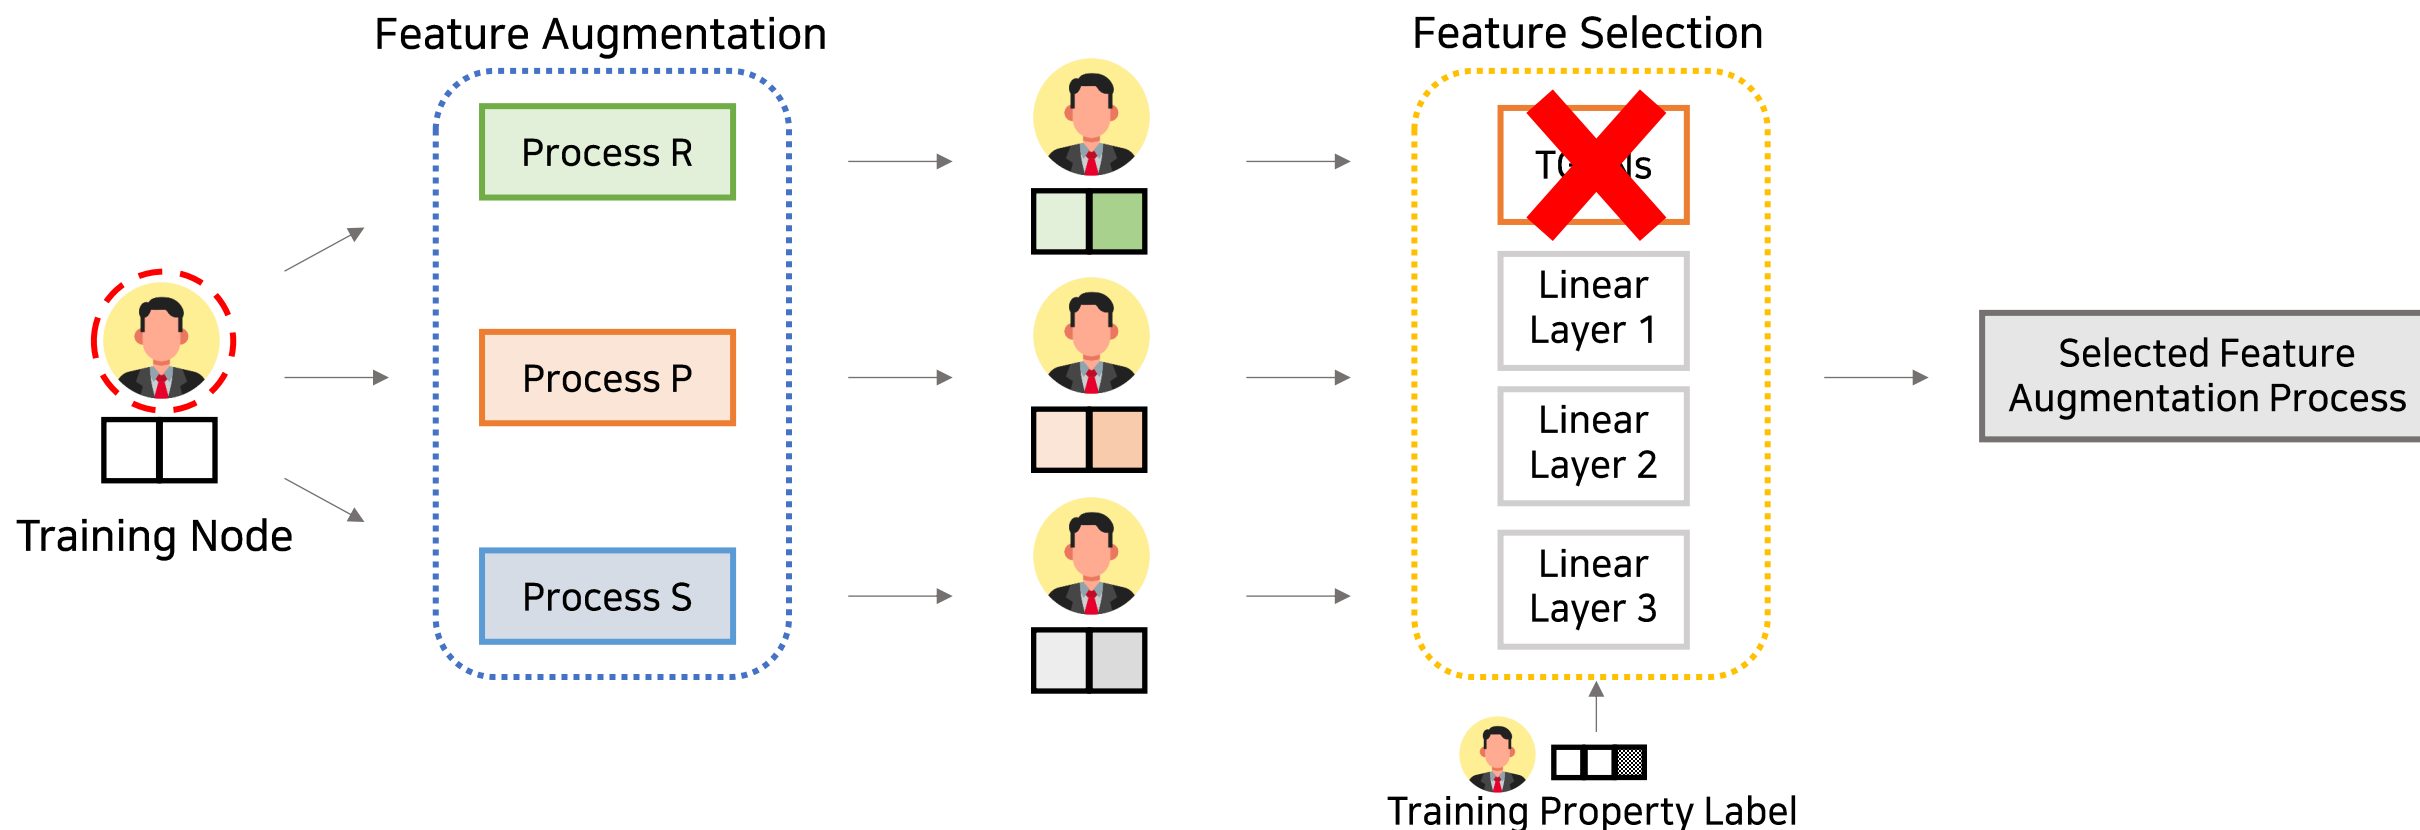 Feature Augmentation
Feature Selection
Process R
Process P
Process S
Training Node
Linear
Layer 1
Linear
Layer 2
Linear
Layer 3
Selected Feature
Augmentation Process
Training Property Label